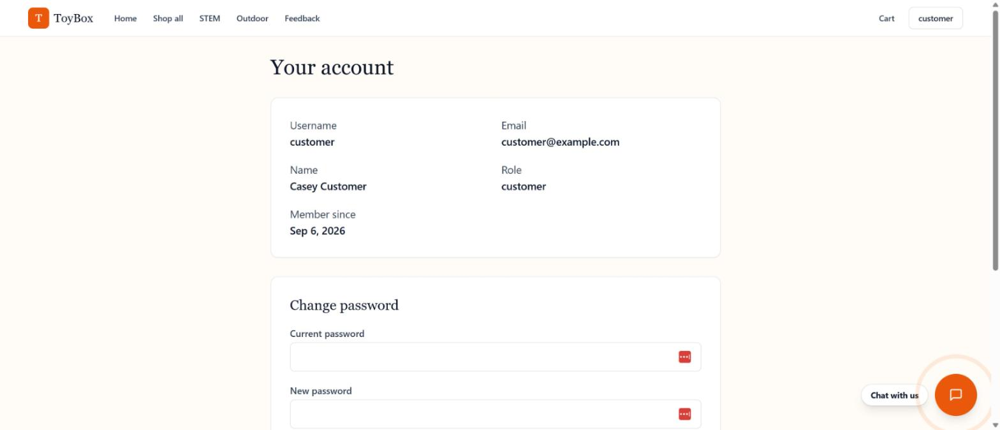 T ToyBox Home Shop all STEM Outdoor Feedback Cart customer
Your account
Username Email
customer customer@example.com
Name Role
Casey Customer customer
Member since
Sep 6, 2026
Change password
Current password
New password
Chat with us